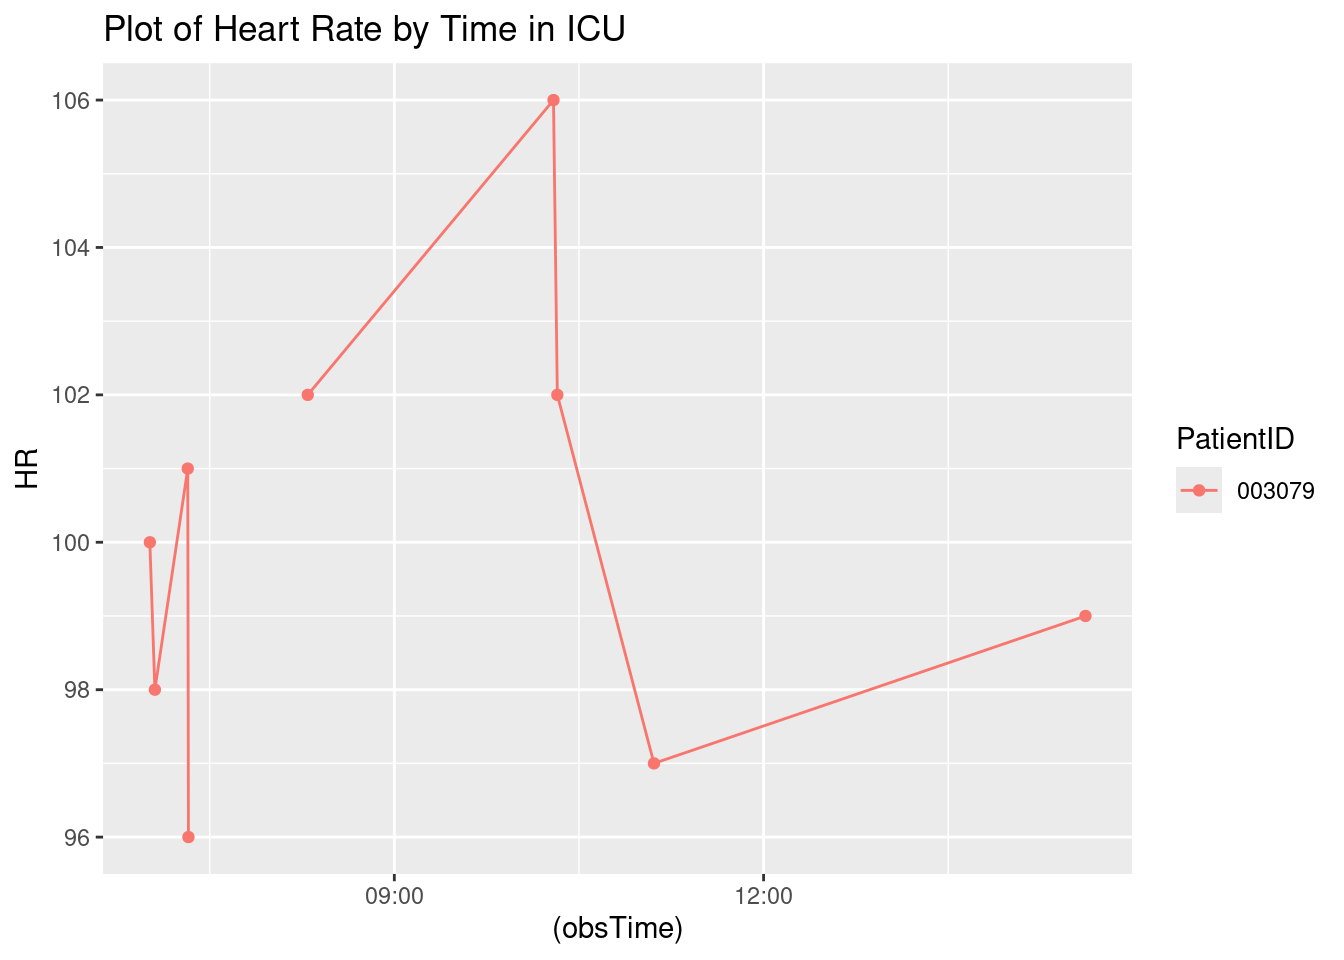 Plot of Heart Rate by Time in ICU
106
104
102
100
98
96
HR
09:00
12:00
(obsTime)
PatientID
003079